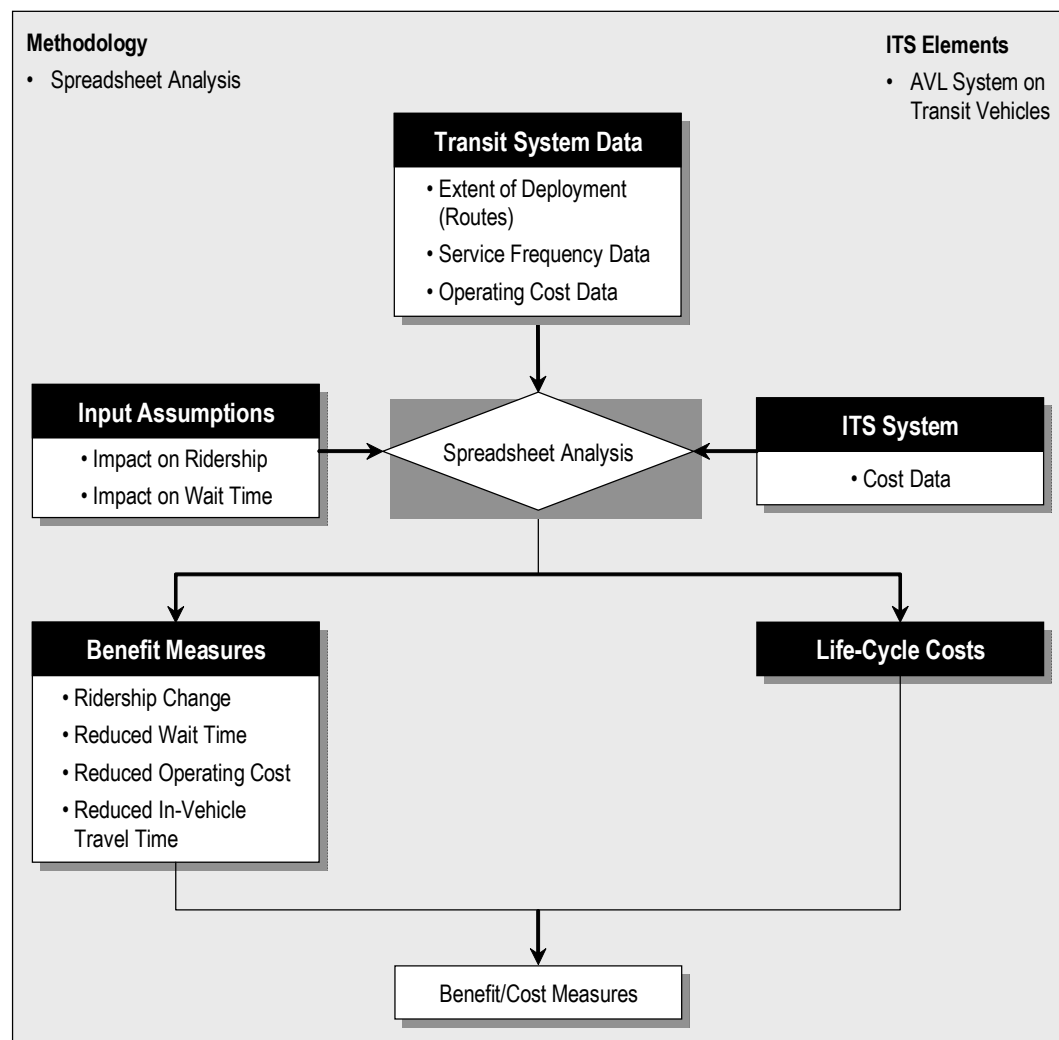 Methodology
• Spreadsheet Analysis
ITS Elements
• AVL System on
Transit Vehicles
Transit System Data
• Extent of Deployment
(Routes)
• Service Frequency Data
• Operating Cost Data
Input Assumptions
• Impact on Ridership
• Impact on Wait Time
Spreadsheet Analysis
ITS System
• Cost Data
Benefit Measures
• Ridership Change
• Reduced Wait Time
• Reduced Operating Cost
• Reduced In-Vehicle
Travel Time
Life-Cycle Costs
Benefit/Cost Measures